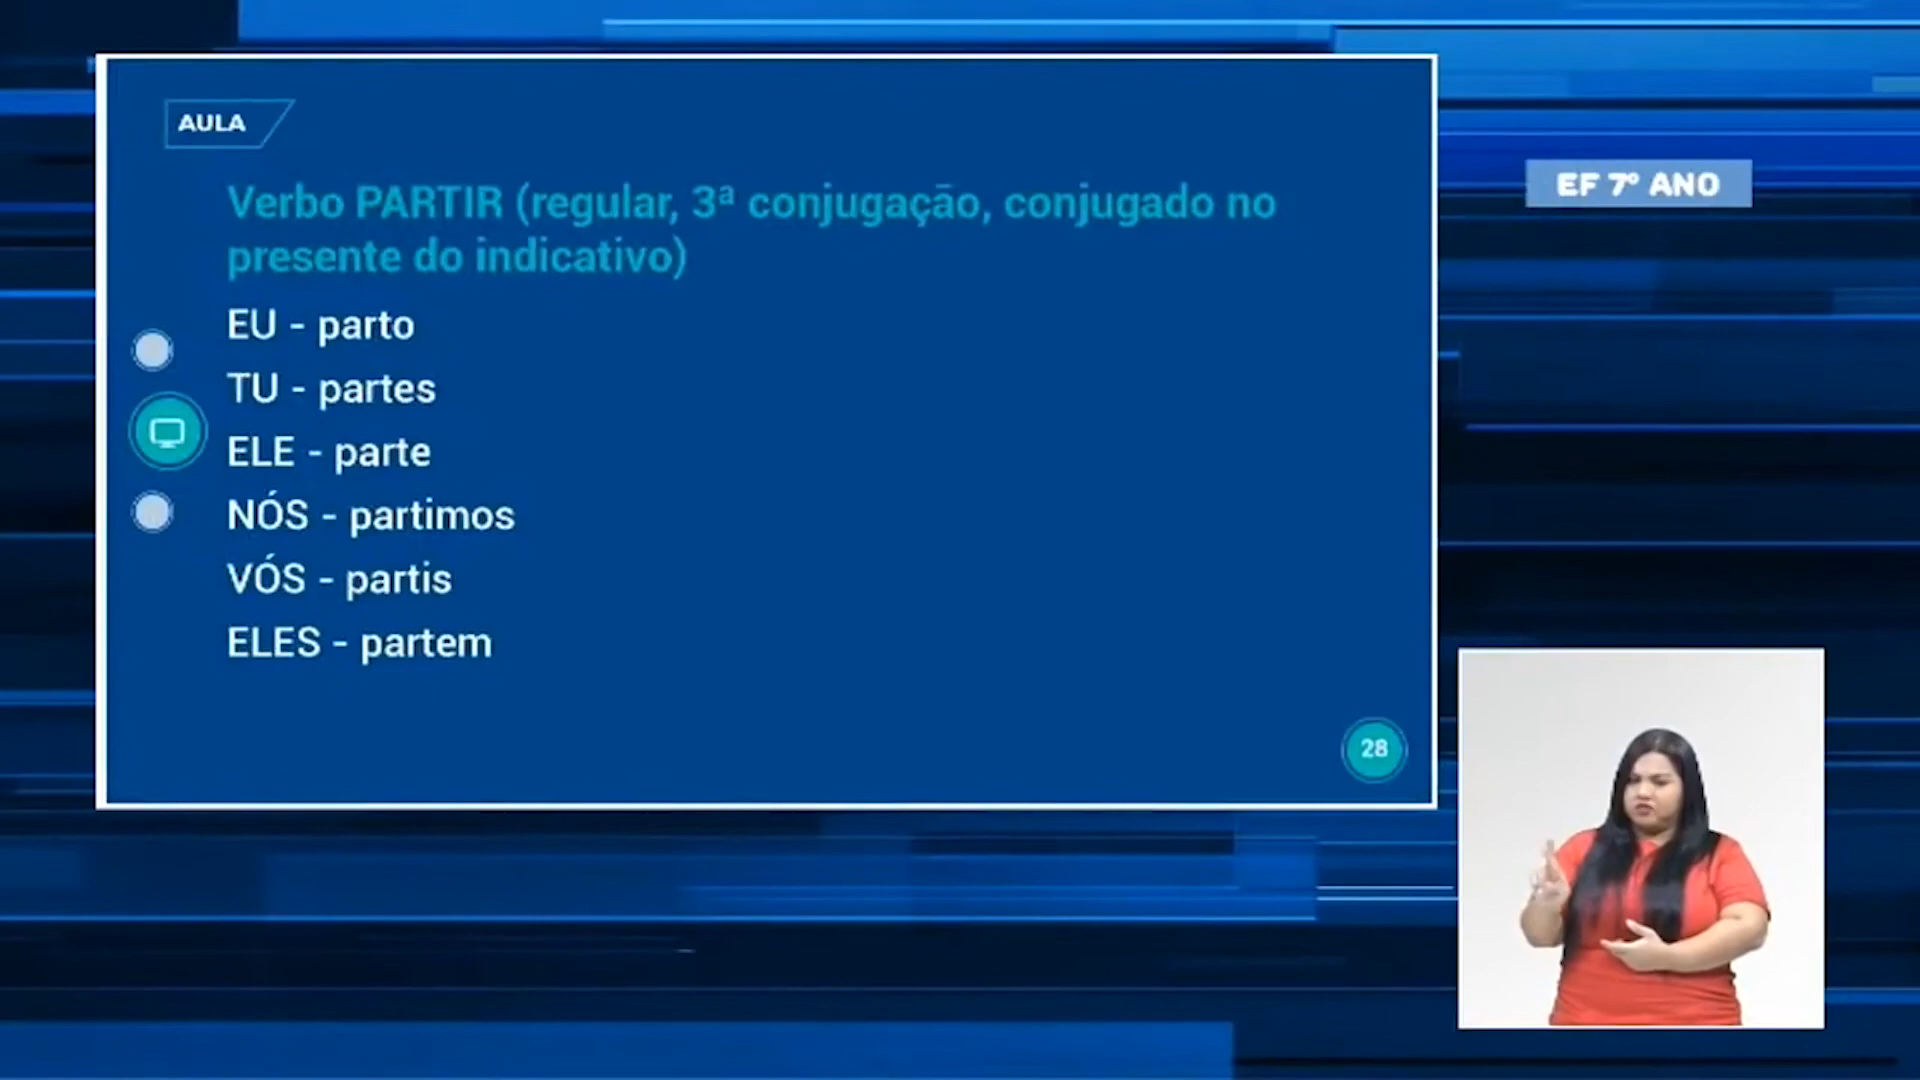 AULA
EF 7º ANO
Verbo PARTIR (regular, 3ª conjugação, conjugado no
presente do indicativo)
EU - parto
TU - partes
ELE - parte
NÓS - partimos
VÓS - partis
ELES - partem
28